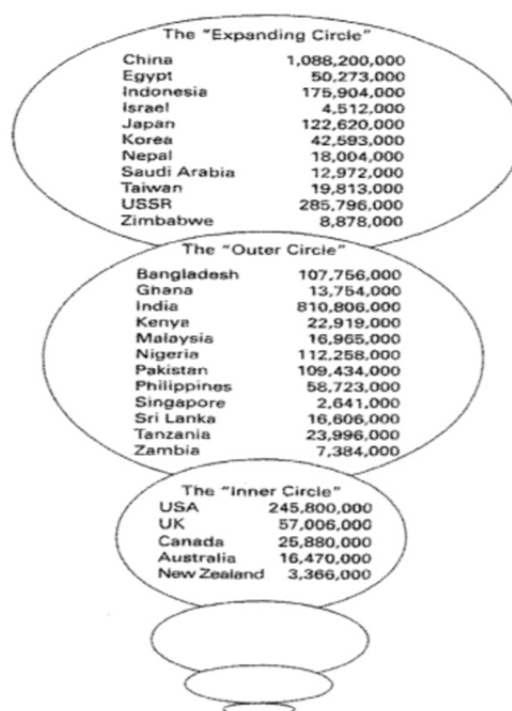 The "Expanding Circle"
China 1,088,200,000
Egypt 50,273,000
Indonesia 175,904,000
Israel 4,512,000
Japan 122,620,000
Korea 42,593,000
Nepal 18,004,000
Saudi Arabia 12,972,000
Taiwan 19,813,000
USSR 285,796,000
Zimbabwe 8,878,000
The "Outer Circle"
Bangladesh 107,756,000
Ghana 13,754,000
India 810,806,000
Kenya 22,919,000
Malaysia 16,965,000
Nigeria 112,258,000
Pakistan 109,434,000
Philippines 58,723,000
Singapore 2,641,000
Sri Lanka 16,606,000
Tanzania 23,996,000
Zambia 7,384,000
The "Inner Circle"
USA 245,800,000
UK 57,006,000
Canada 25,880,000
Australia 16,470,000
New Zealand 3,366,000